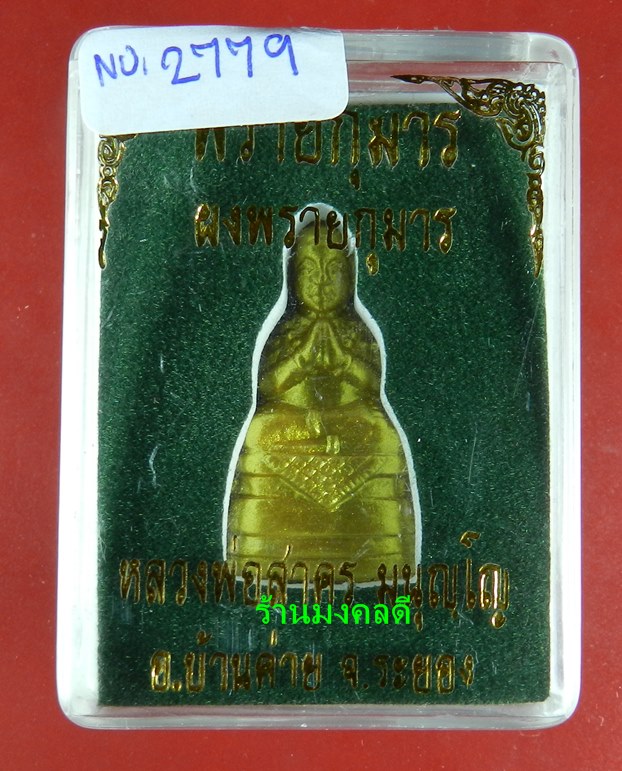 NO. 2779
พรายกุมาร
ผงพรายกุมาร
หลวงพ่อสาคร มนุญฺโญ
ร้านมงคลดี
อ.บ้านค่าย จ.ระยอง